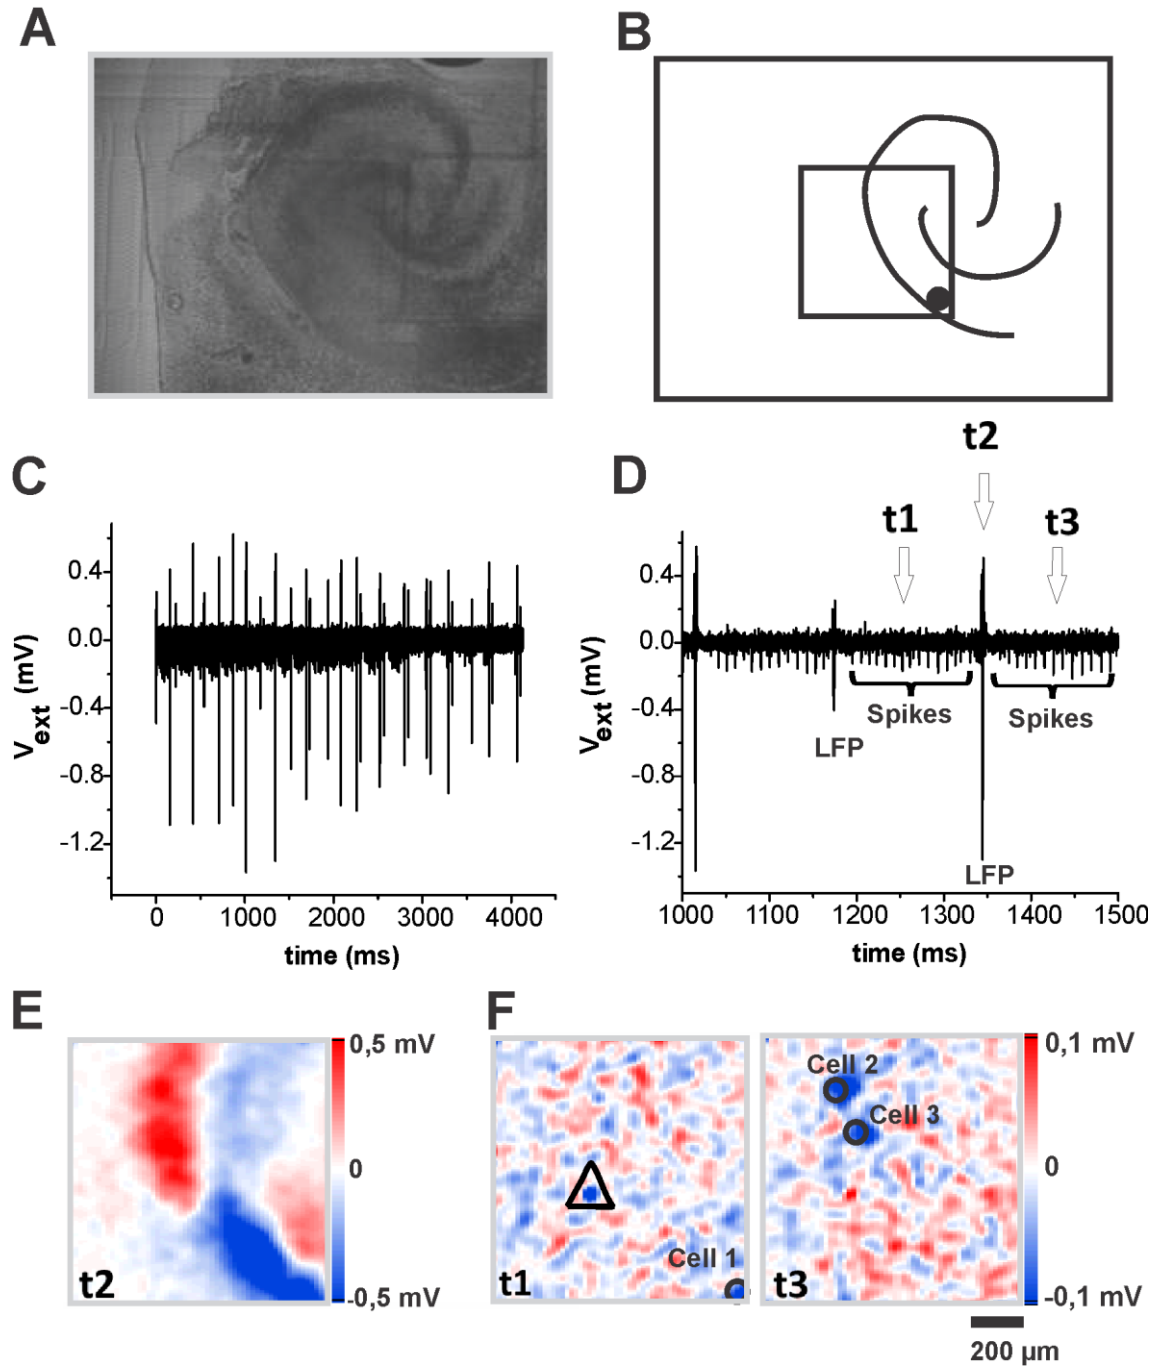 A
B
t2
C
D
t1
t3
0.4
0.0
-0.4
-0.8
-1.2
Vext (mV)
0
1000
2000
3000
4000
time (ms)
0.4
0.0
-0.4
-0.8
-1.2
Vext (mV)
Spikes
Spikes
LFP
LFP
1000
1100
1200
1300
1400
1500
time (ms)
E
F
0,5 mV
0
-0,5 mV
t2
Cell 1
t1
Cell 2
Cell 3
t3
0,1 mV
0
-0,1 mV
200 µm